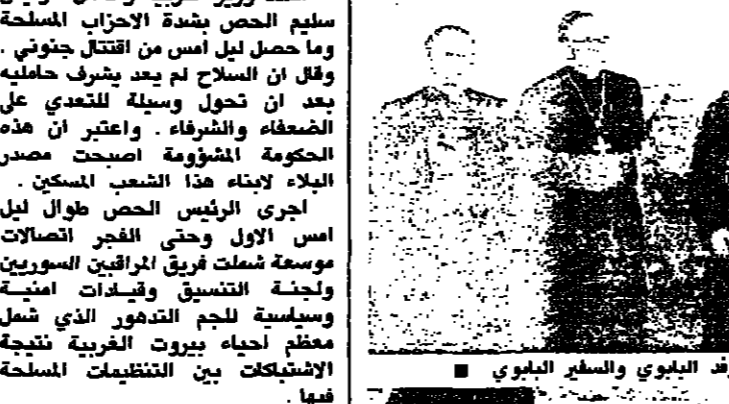 سليم الحص بشدة الاحزاب المسلحة
وما حصل ليل امس من اقتتال جنوني .
وقال ان السلاح لم يعد يشرف حامليه
بعد ان تحول وسيلة للتعدي على
الضعفاء والشرفاء . واعتبر ان هذه
الحكومة المشؤومة اصبحت مصدر
البلاء لابناء هذا الشعب المسكين .
اجرى الرئيس الحص طوال ليل
امس الاول وحتى الفجر اتصالات
موسعة شملت فريق المراقبين السوريين
ولجنة التنسيق وقيادات امنية
وسياسية للجم التدهور الذي شمل
معظم احياء بيروت الغربية نتيجة
الاشتباكات بين التنظيمات المسلحة
فيها .
البابوي والسفير البابوي ■